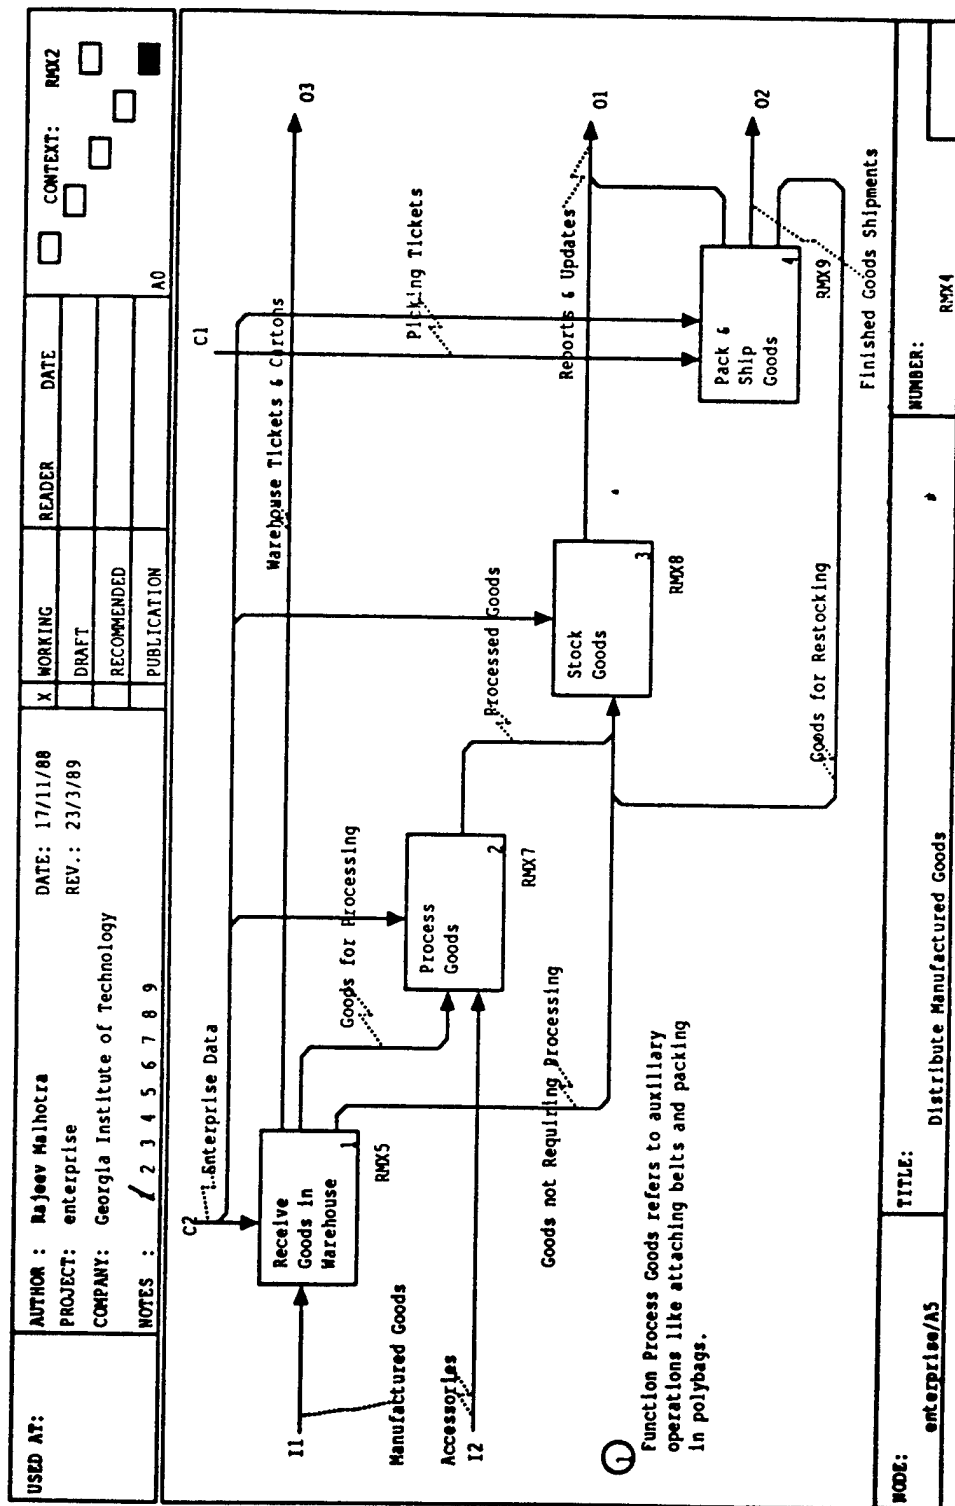 USED AT:
AUTHOR : Rajeev Malhotra
DATE: 17/11/88
PROJECT: enterprise
REV.: 23/3/89
COMPANY: Georgia Institute of Technology
NOTES : 1 2 3 4 5 6 7 8 9
X WORKING
DRAFT
RECOMMENDED
PUBLICATION
READER DATE
CONTEXT: RMX2
A0
C2
Enterprise Data
C1
Warehouse Tickets & Cartons
O3
Picking Tickets
I1
Manufactured Goods
Receive
Goods in
Warehouse
1
RMX5
Goods for Processing
Accessories
I2
Process
Goods
2
RMX7
Processed Goods
Goods not Requiring Processing
Stock
Goods
3
RMX8
Reports & Updates
O1
Pack &
Ship
Goods
4
RMX9
O2
Finished Goods Shipments
Goods for Restocking
1
Function Process Goods refers to auxillary
operations like attaching belts and packing
in polybags.
NODE:
enterprise/A5
TITLE:
Distribute Manufactured Goods
NUMBER:
RMX4